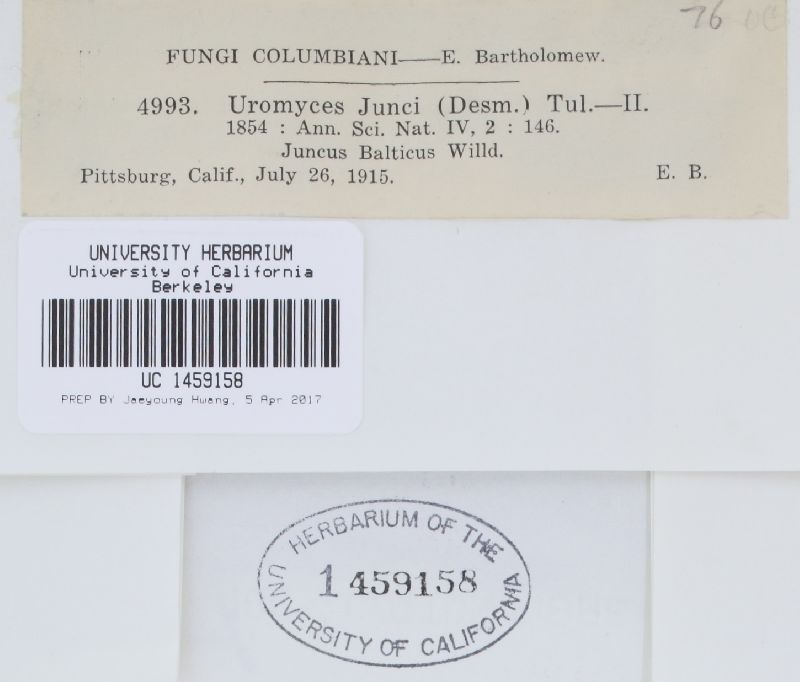 76 UC
FUNGI COLUMBIANI—E. Bartholomew.
4993. Uromyces Junci (Desm.) Tul.—II.
1854 : Ann. Sci. Nat. IV, 2 : 146.
Juncus Balticus Willd.
Pittsburg, Calif., July 26, 1915. E. B.
UNIVERSITY HERBARIUM
University of California
Berkeley
UC 1459158
PREP BY Jaeyoung Hwang, 5 Apr 2017
HERBARIUM OF THE
1459158
UNIVERSITY OF CALIFORNIA